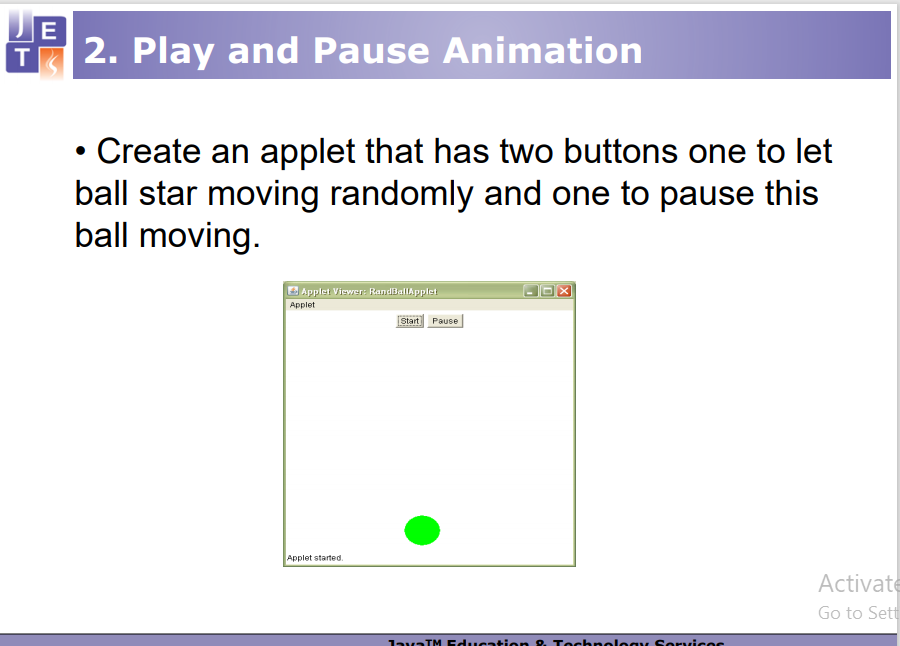 J E
T
2. Play and Pause Animation
• Create an applet that has two buttons one to let
ball star moving randomly and one to pause this
ball moving.
Applet Viewer: RandBallApplet
Applet
Start Pause
Applet started.
Activate
Go to Sett
Java™ Education & Technology Services